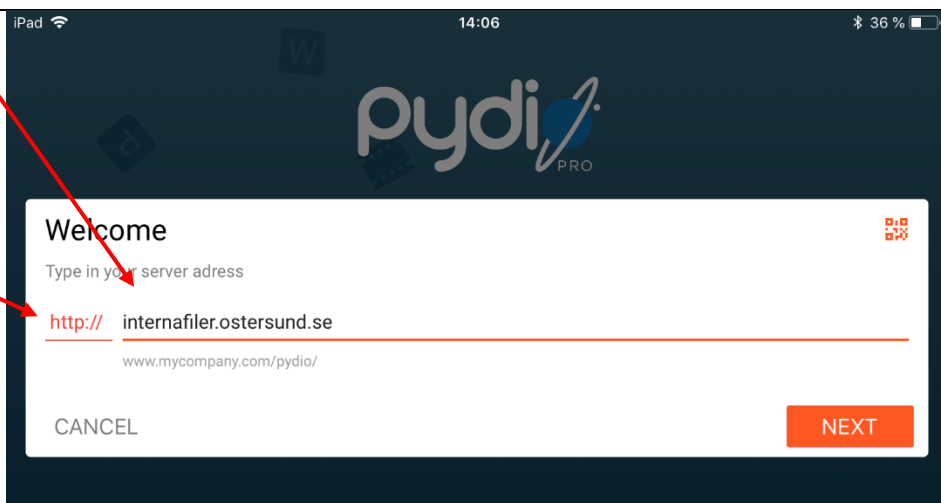 iPad 14:06 36 %
W
d
pydio
PRO
Welcome
Type in your server adress
http:// internafiler.ostersund.se
www.mycompany.com/pydio/
CANCEL NEXT